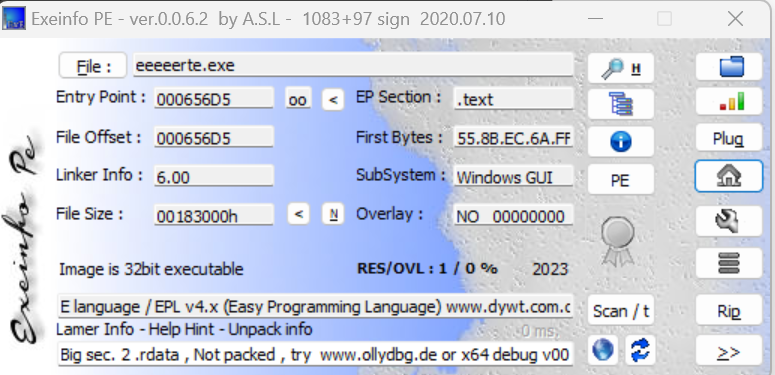 Exeinfo PE - ver.0.0.6.2 by A.S.L - 1083+97 sign 2020.07.10
File : eeeeeerte.exe H
Entry Point : 000656D5 oo < EP Section : .text
File Offset : 000656D5 First Bytes : 55.8B.EC.6A.FF Plug
Linker Info : 6.00 SubSystem : Windows GUI PE
File Size : 00183000h < N Overlay : NO 00000000
Image is 32bit executable RES/OVL : 1 / 0 % 2023
E language / EPL v4.x (Easy Programming Language) www.dywt.com.c Scan / t Rip
Lamer Info - Help Hint - Unpack info -0 ms.
Big sec. 2 .rdata , Not packed , try www.ollydbg.de or x64 debug v00 >>
Exeinfo Pe